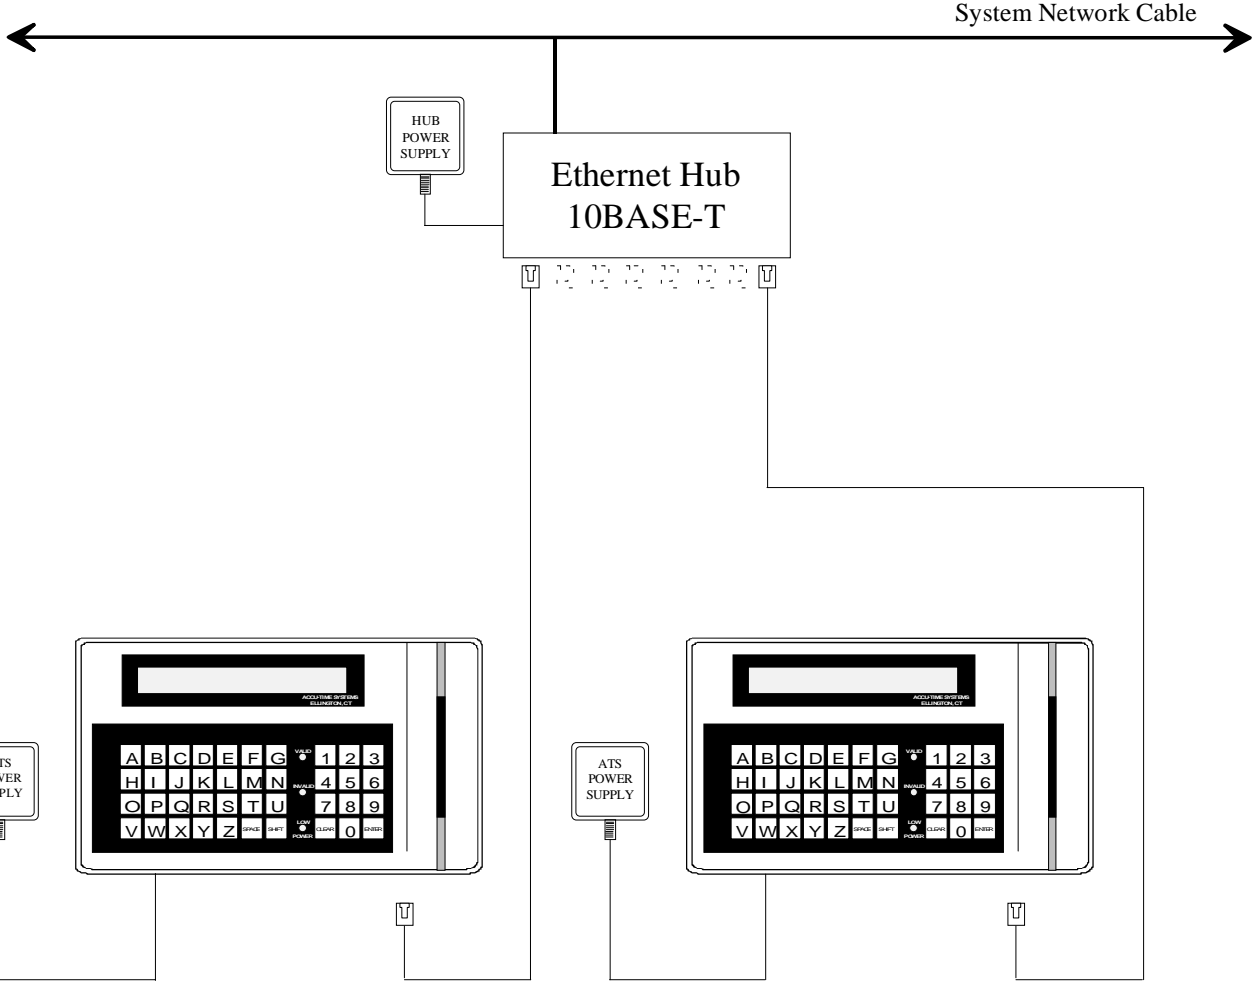 System Network Cable
HUB
POWER
SUPPLY
Ethernet Hub
10BASE-T
ACCU-TIME SYSTEMS
ELLINGTON, CT
A B C D E F G VALID 1 2 3
H I J K L M N INVALID 4 5 6
O P Q R S T U 7 8 9
V W X Y Z SPACE SHIFT LOW POWER CLEAR 0 ENTER
TS
WER
PLY
ACCU-TIME SYSTEMS
ELLINGTON, CT
A B C D E F G VALID 1 2 3
H I J K L M N INVALID 4 5 6
O P Q R S T U 7 8 9
V W X Y Z SPACE SHIFT LOW POWER CLEAR 0 ENTER
ATS
POWER
SUPPLY